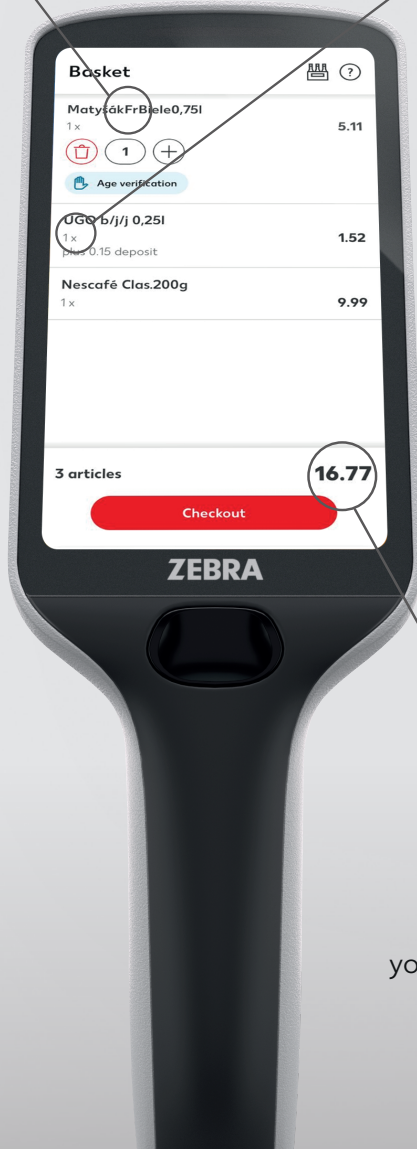 Basket
?
MatyšákFrBiele0,75l
1 x
5.11
1
Age verification
UGO b/j/j 0,25l
1 x
1.52
plus 0.15 deposit
Nescafé Clas.200g
1 x
9.99
3 articles
16.77
Checkout
ZEBRA
yo